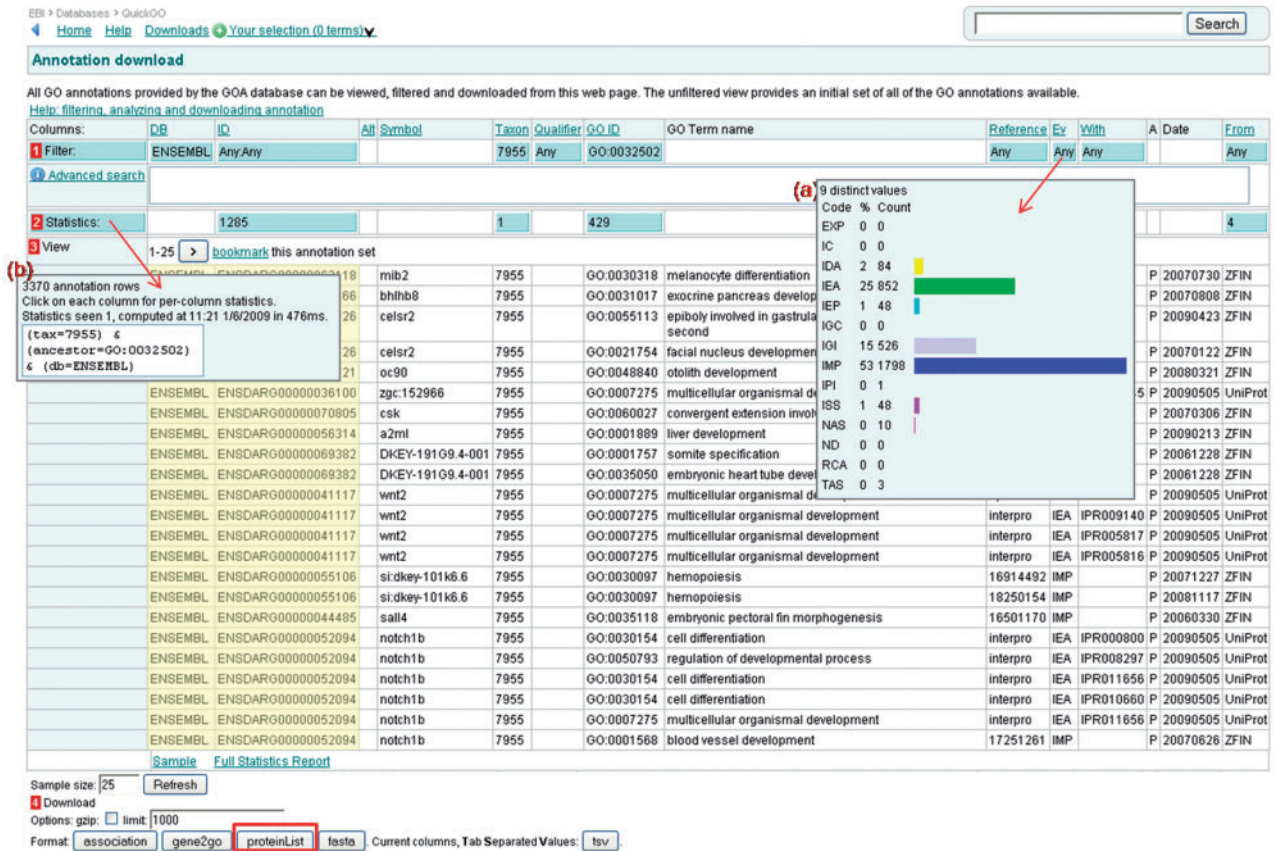 EBI > Databases > QuickGO
Home Help Downloads Your selection (0 terms)
Search
Annotation download
All GO annotations provided by the GOA database can be viewed, filtered and downloaded from this web page. The unfiltered view provides an initial set of all of the GO annotations available.
Help: filtering, analyzing and downloading annotation
Columns: DB ID Alt Symbol Taxon Qualifier GO ID GO Term name Reference Ev With A Date From
1 Filter: ENSEMBL Any:Any 7955 Any GO:0032502 Any Any Any Any
Advanced search
2 Statistics: 1285 1 429 4
3 View 1-25 > bookmark this annotation set
(a)
9 distinct values
Code % Count
EXP 0 0
IC 0 0
IDA 2 84
IEA 25 852
IEP 1 48
IGC 0 0
IGI 15 526
IMP 53 1798
IPI 0 1
ISS 1 48
NAS 0 10
ND 0 0
RCA 0 0
TAS 0 3
(b)
3370 annotation rows
Click on each column for per-column statistics.
Statistics seen 1, computed at 11:21 1/6/2009 in 476ms.
(tax=7955) &
(ancestor=GO:0032502)
& (db=ENSEMBL)
18 mib2 7955 GO:0030318 melanocyte differentiation P 20070730 ZFIN
66 bhlhb8 7955 GO:0031017 exocrine pancreas develop P 20070808 ZFIN
26 celsr2 7955 GO:0055113 epiboly involved in gastrula P 20090423 ZFIN
second
26 celsr2 7955 GO:0021754 facial nucleus developmen P 20070122 ZFIN
21 oc90 7955 GO:0048840 otolith development P 20080321 ZFIN
ENSEMBL ENSDARG00000036100 zgc:152966 7955 GO:0007275 multicellular organismal d 5 P 20090505 UniProt
ENSEMBL ENSDARG00000070805 csk 7955 GO:0060027 convergent extension invol P 20070306 ZFIN
ENSEMBL ENSDARG00000056314 a2ml 7955 GO:0001889 liver development P 20090213 ZFIN
ENSEMBL ENSDARG00000069382 DKEY-191G9.4-001 7955 GO:0001757 somite specification P 20061228 ZFIN
ENSEMBL ENSDARG00000069382 DKEY-191G9.4-001 7955 GO:0035050 embryonic heart tube deve P 20061228 ZFIN
ENSEMBL ENSDARG00000041117 wnt2 7955 GO:0007275 multicellular organismal de P 20090505 UniProt
ENSEMBL ENSDARG00000041117 wnt2 7955 GO:0007275 multicellular organismal development interpro IEA IPR009140 P 20090505 UniProt
ENSEMBL ENSDARG00000041117 wnt2 7955 GO:0007275 multicellular organismal development interpro IEA IPR005817 P 20090505 UniProt
ENSEMBL ENSDARG00000041117 wnt2 7955 GO:0007275 multicellular organismal development interpro IEA IPR005816 P 20090505 UniProt
ENSEMBL ENSDARG00000055106 si:dkey-101k6.6 7955 GO:0030097 hemopoiesis 16914492 IMP P 20071227 ZFIN
ENSEMBL ENSDARG00000055106 si:dkey-101k6.6 7955 GO:0030097 hemopoiesis 18250154 IMP P 20081117 ZFIN
ENSEMBL ENSDARG00000044485 sall4 7955 GO:0035118 embryonic pectoral fin morphogenesis 16501170 IMP P 20060330 ZFIN
ENSEMBL ENSDARG00000052094 notch1b 7955 GO:0030154 cell differentiation interpro IEA IPR000800 P 20090505 UniProt
ENSEMBL ENSDARG00000052094 notch1b 7955 GO:0050793 regulation of developmental process interpro IEA IPR008297 P 20090505 UniProt
ENSEMBL ENSDARG00000052094 notch1b 7955 GO:0030154 cell differentiation interpro IEA IPR011656 P 20090505 UniProt
ENSEMBL ENSDARG00000052094 notch1b 7955 GO:0030154 cell differentiation interpro IEA IPR010660 P 20090505 UniProt
ENSEMBL ENSDARG00000052094 notch1b 7955 GO:0007275 multicellular organismal development interpro IEA IPR011656 P 20090505 UniProt
ENSEMBL ENSDARG00000052094 notch1b 7955 GO:0001568 blood vessel development 17251261 IMP P 20070626 ZFIN
Sample Full Statistics Report
Sample size: 25 Refresh
4 Download
Options: gzip: limit: 1000
Format: association gene2go proteinList fasta . Current columns, Tab Separated Values: tsv .